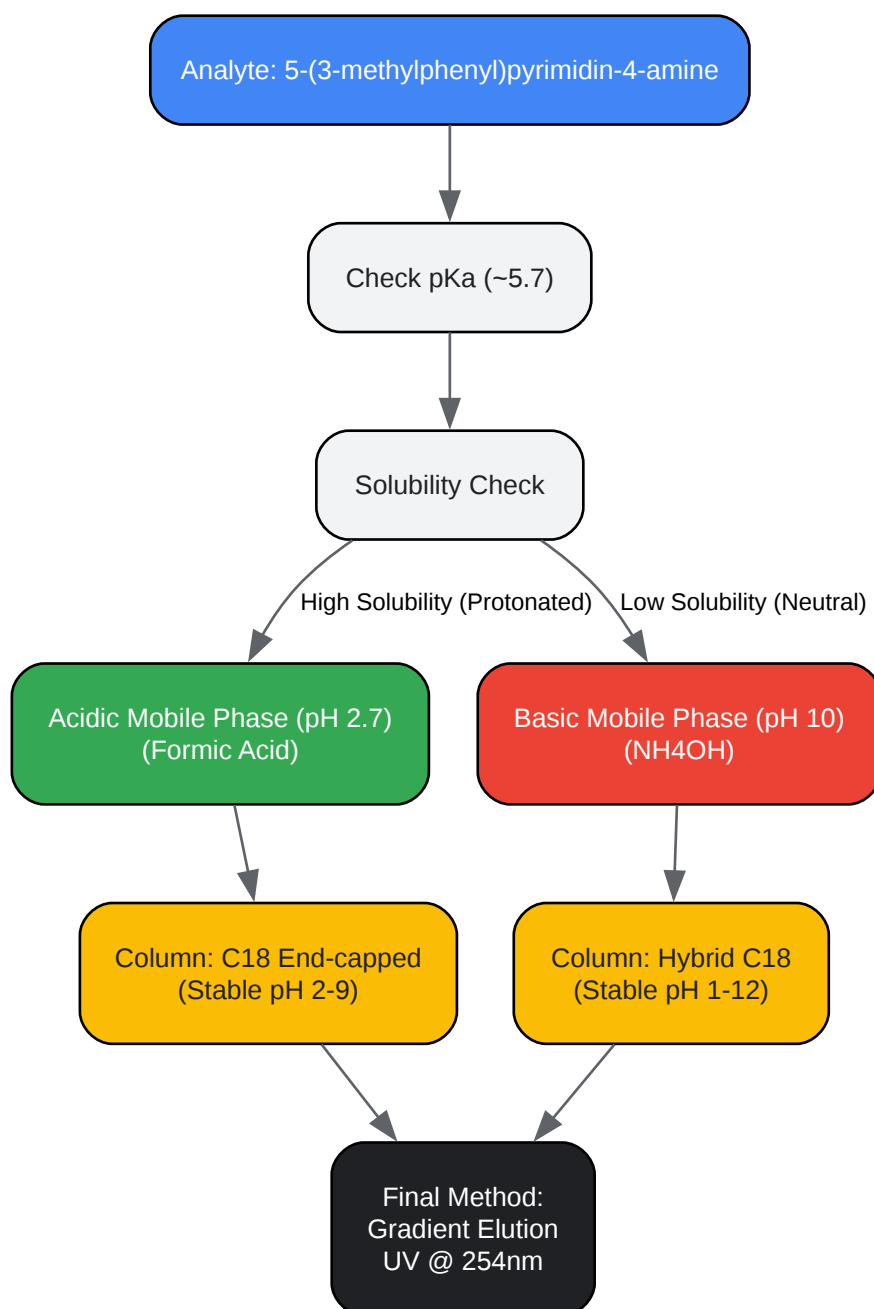 Analyte: 5-(3-methylphenyl)pyrimidin-4-amine
Check pKa (~5.7)
Solubility Check
High Solubility (Protonated)
Low Solubility (Neutral)
Acidic Mobile Phase (pH 2.7)
(Formic Acid)
Basic Mobile Phase (pH 10)
(NH4OH)
Column: C18 End-capped
(Stable pH 2-9)
Column: Hybrid C18
(Stable pH 1-12)
Final Method:
Gradient Elution
UV @ 254nm